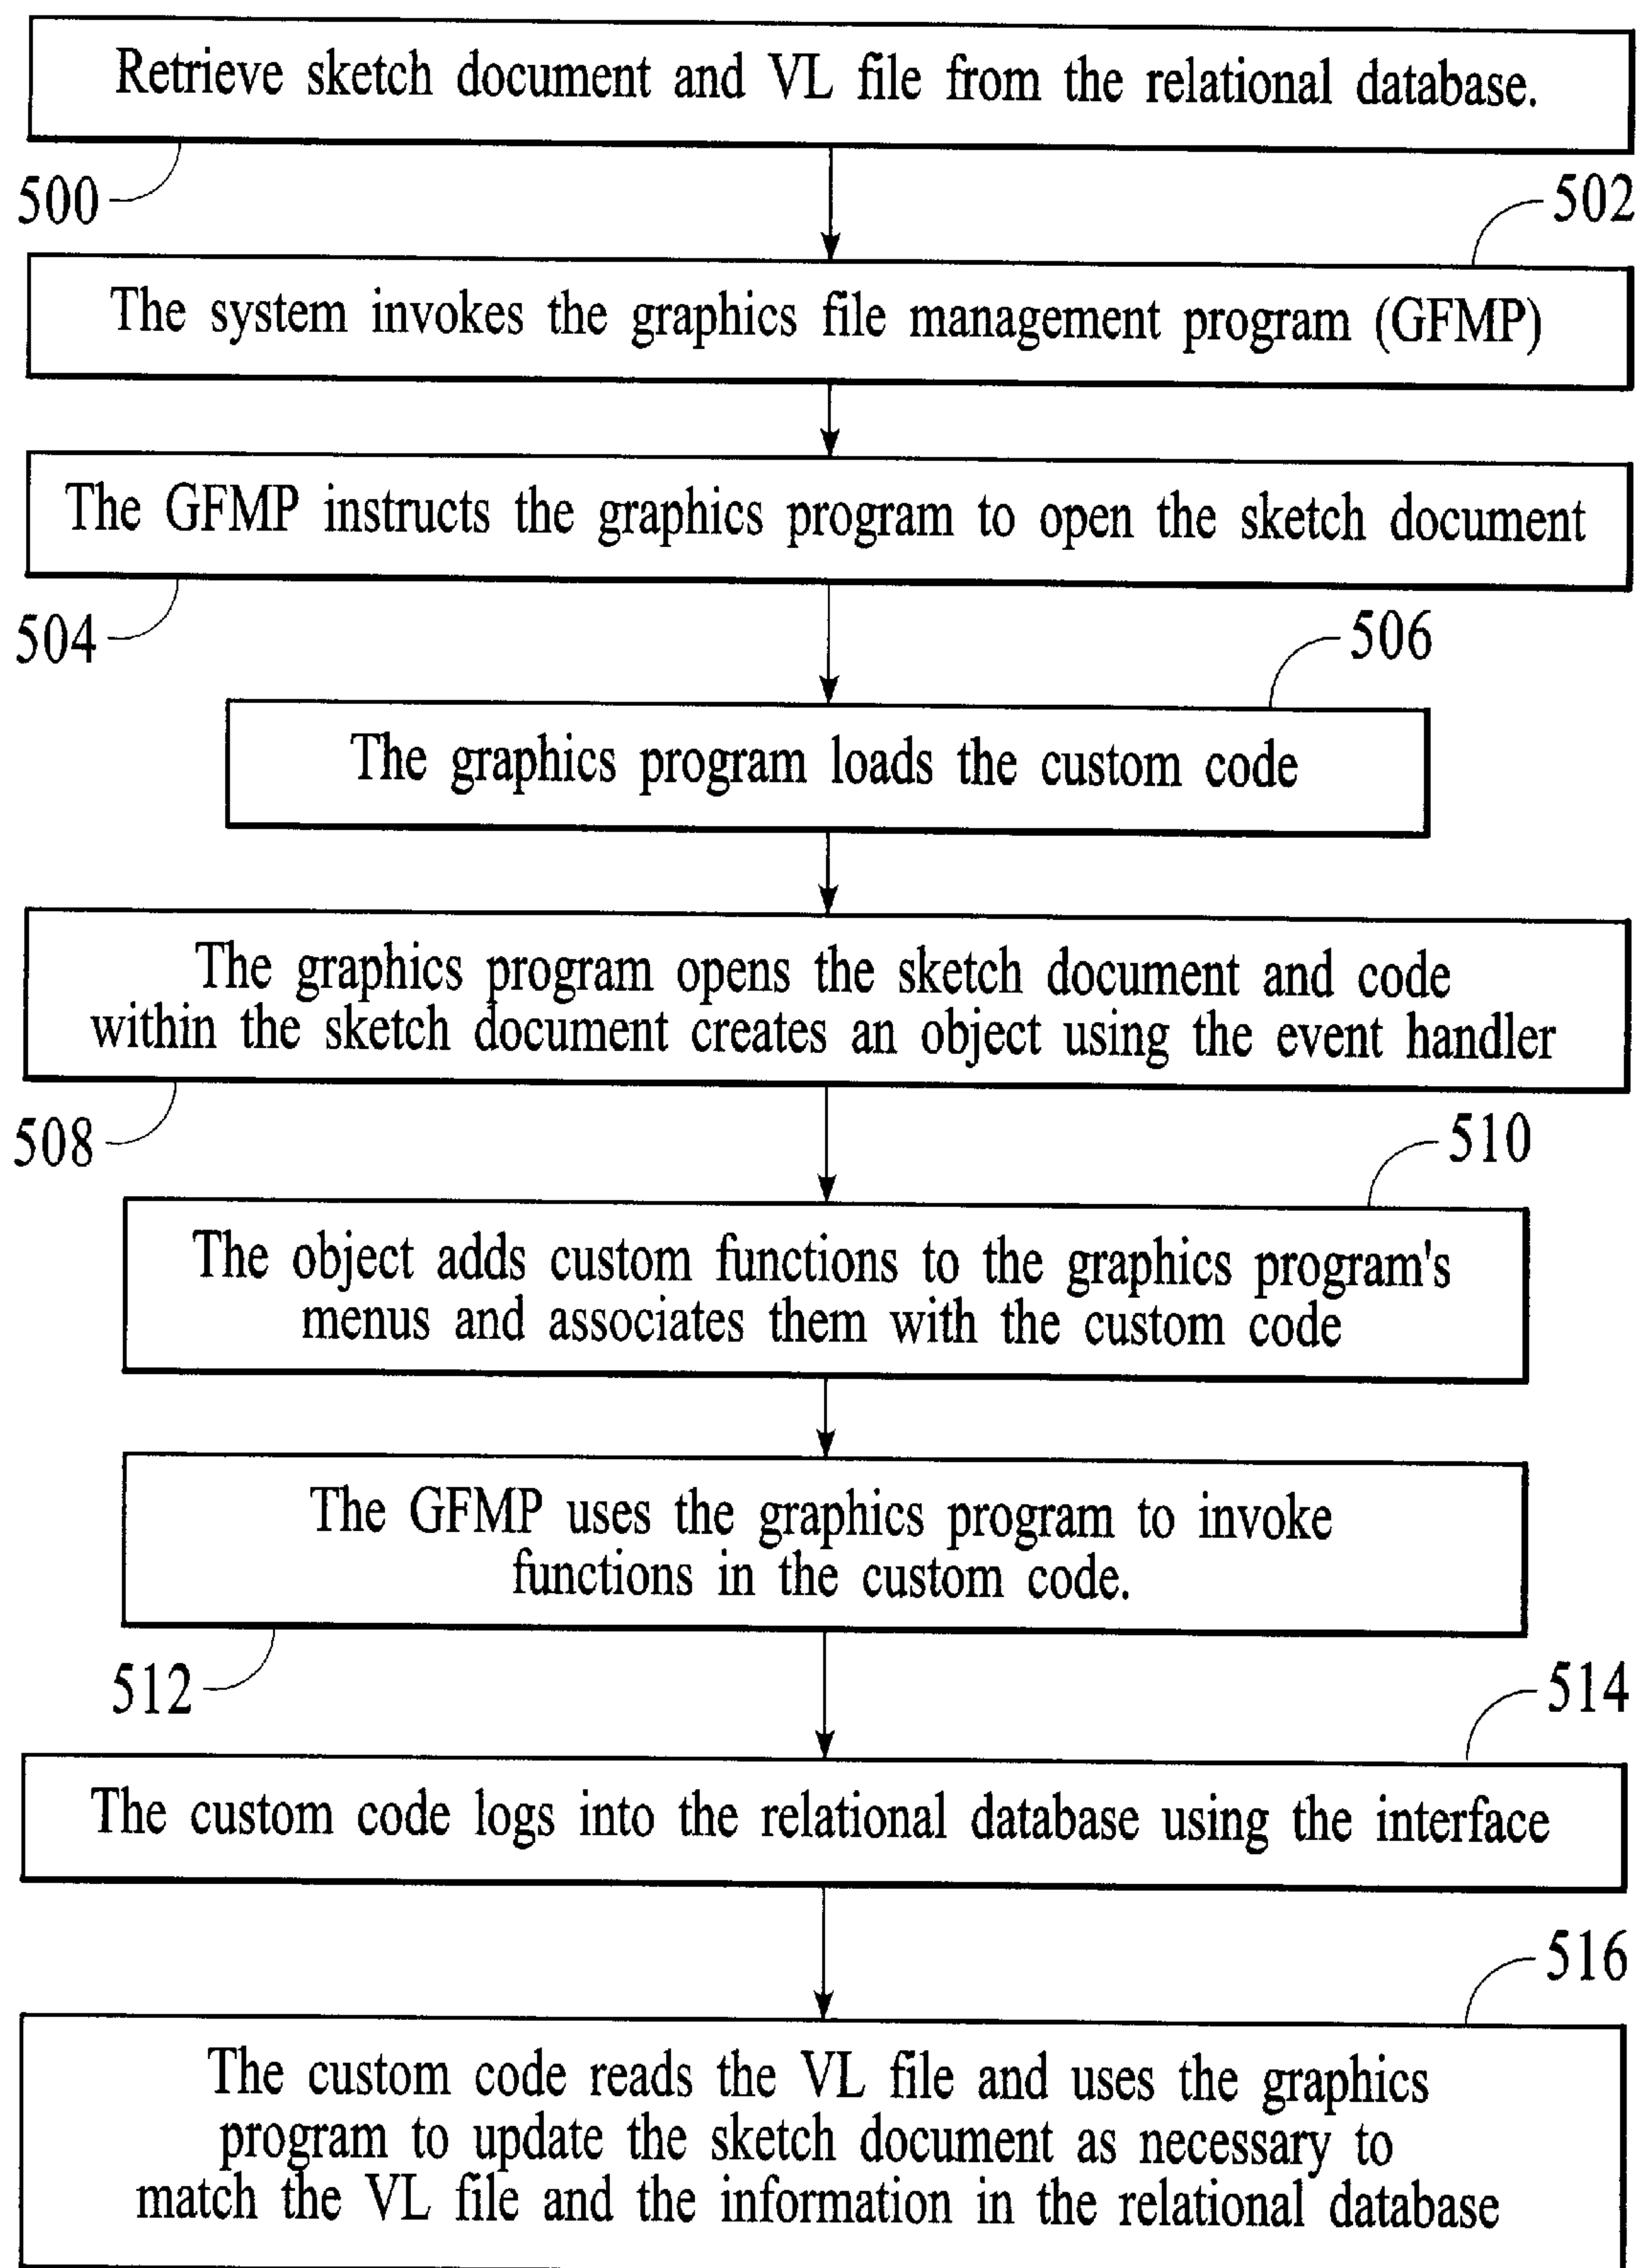 Retrieve sketch document and VL file from the relational database.
500
502
The system invokes the graphics file management program (GFMP)
The GFMP instructs the graphics program to open the sketch document
504
506
The graphics program loads the custom code
The graphics program opens the sketch document and code
within the sketch document creates an object using the event handler
508
510
The object adds custom functions to the graphics program's
menus and associates them with the custom code
The GFMP uses the graphics program to invoke
functions in the custom code.
512
514
The custom code logs into the relational database using the interface
516
The custom code reads the VL file and uses the graphics
program to update the sketch document as necessary to
match the VL file and the information in the relational database